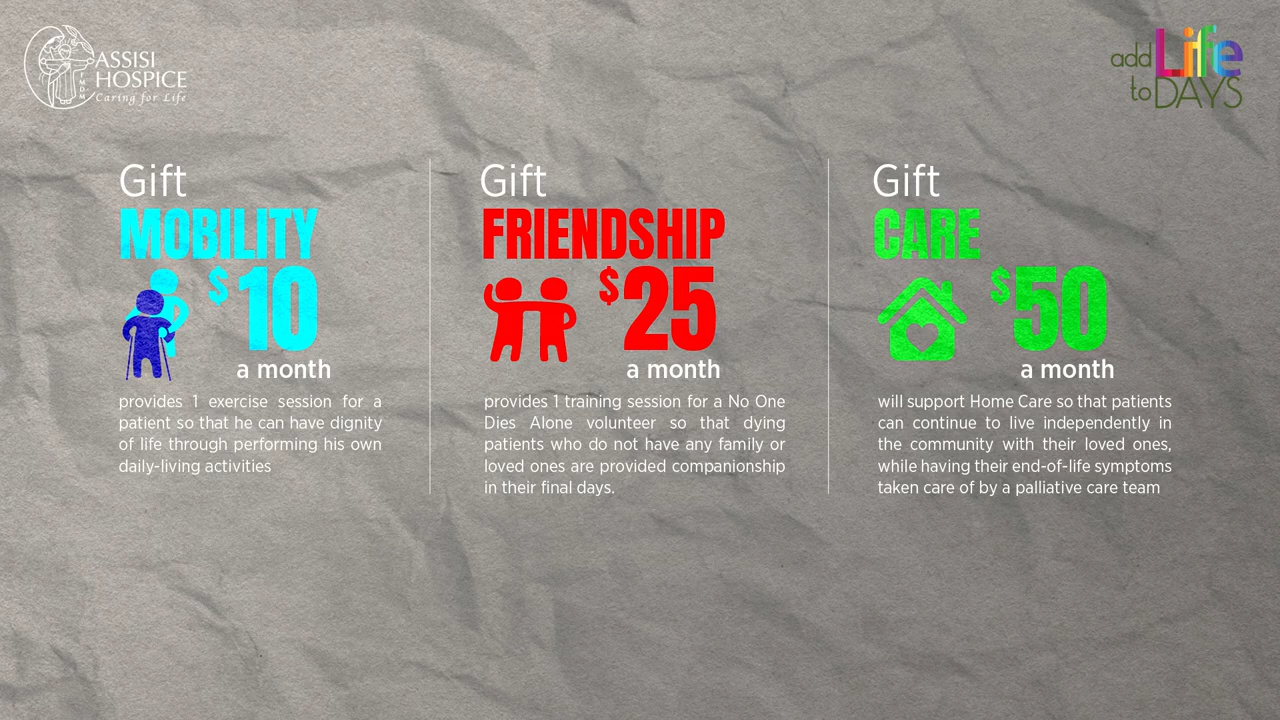 ASSISI
HOSPICE
Caring for Life
add Life
to DAYS
Gift
MOBILITY
$10
a month
provides 1 exercise session for a
patient so that he can have dignity
of life through performing his own
daily-living activities
Gift
FRIENDSHIP
$25
a month
provides 1 training session for a No One
Dies Alone volunteer so that dying
patients who do not have any family or
loved ones are provided companionship
in their final days.
Gift
CARE
$50
a month
will support Home Care so that patients
can continue to live independently in
the community with their loved ones,
while having their end-of-life symptoms
taken care of by a palliative care team